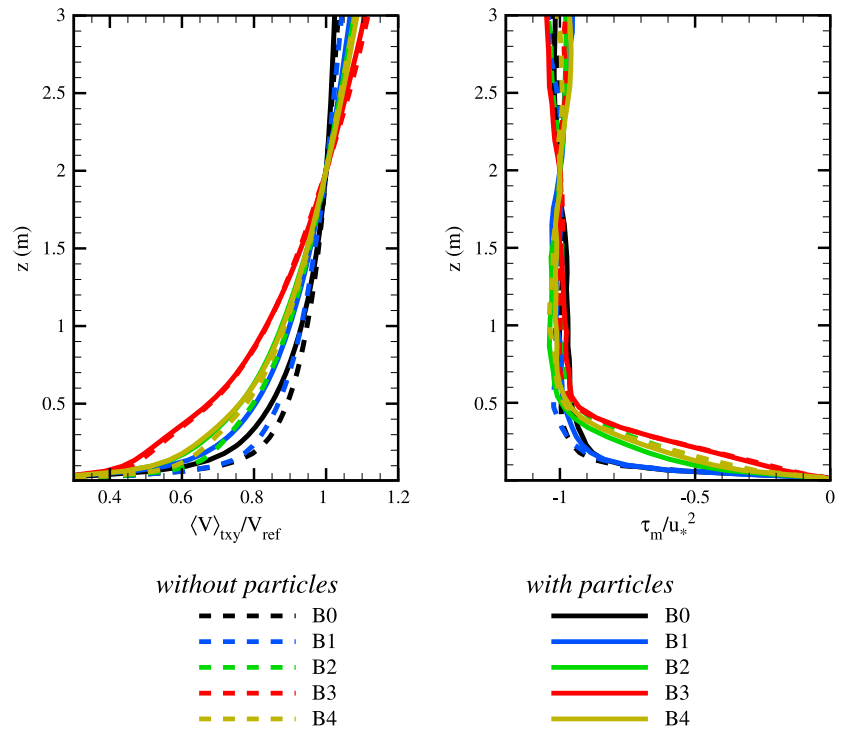 3
2.5
2
1.5
1
0.5
z (m)
0.4 0.6 0.8 1 1.2
⟨V⟩txy/Vref
3
2.5
2
1.5
1
0.5
z (m)
-1 -0.5 0
τm/u*²
without particles
B0
B1
B2
B3
B4
with particles
B0
B1
B2
B3
B4